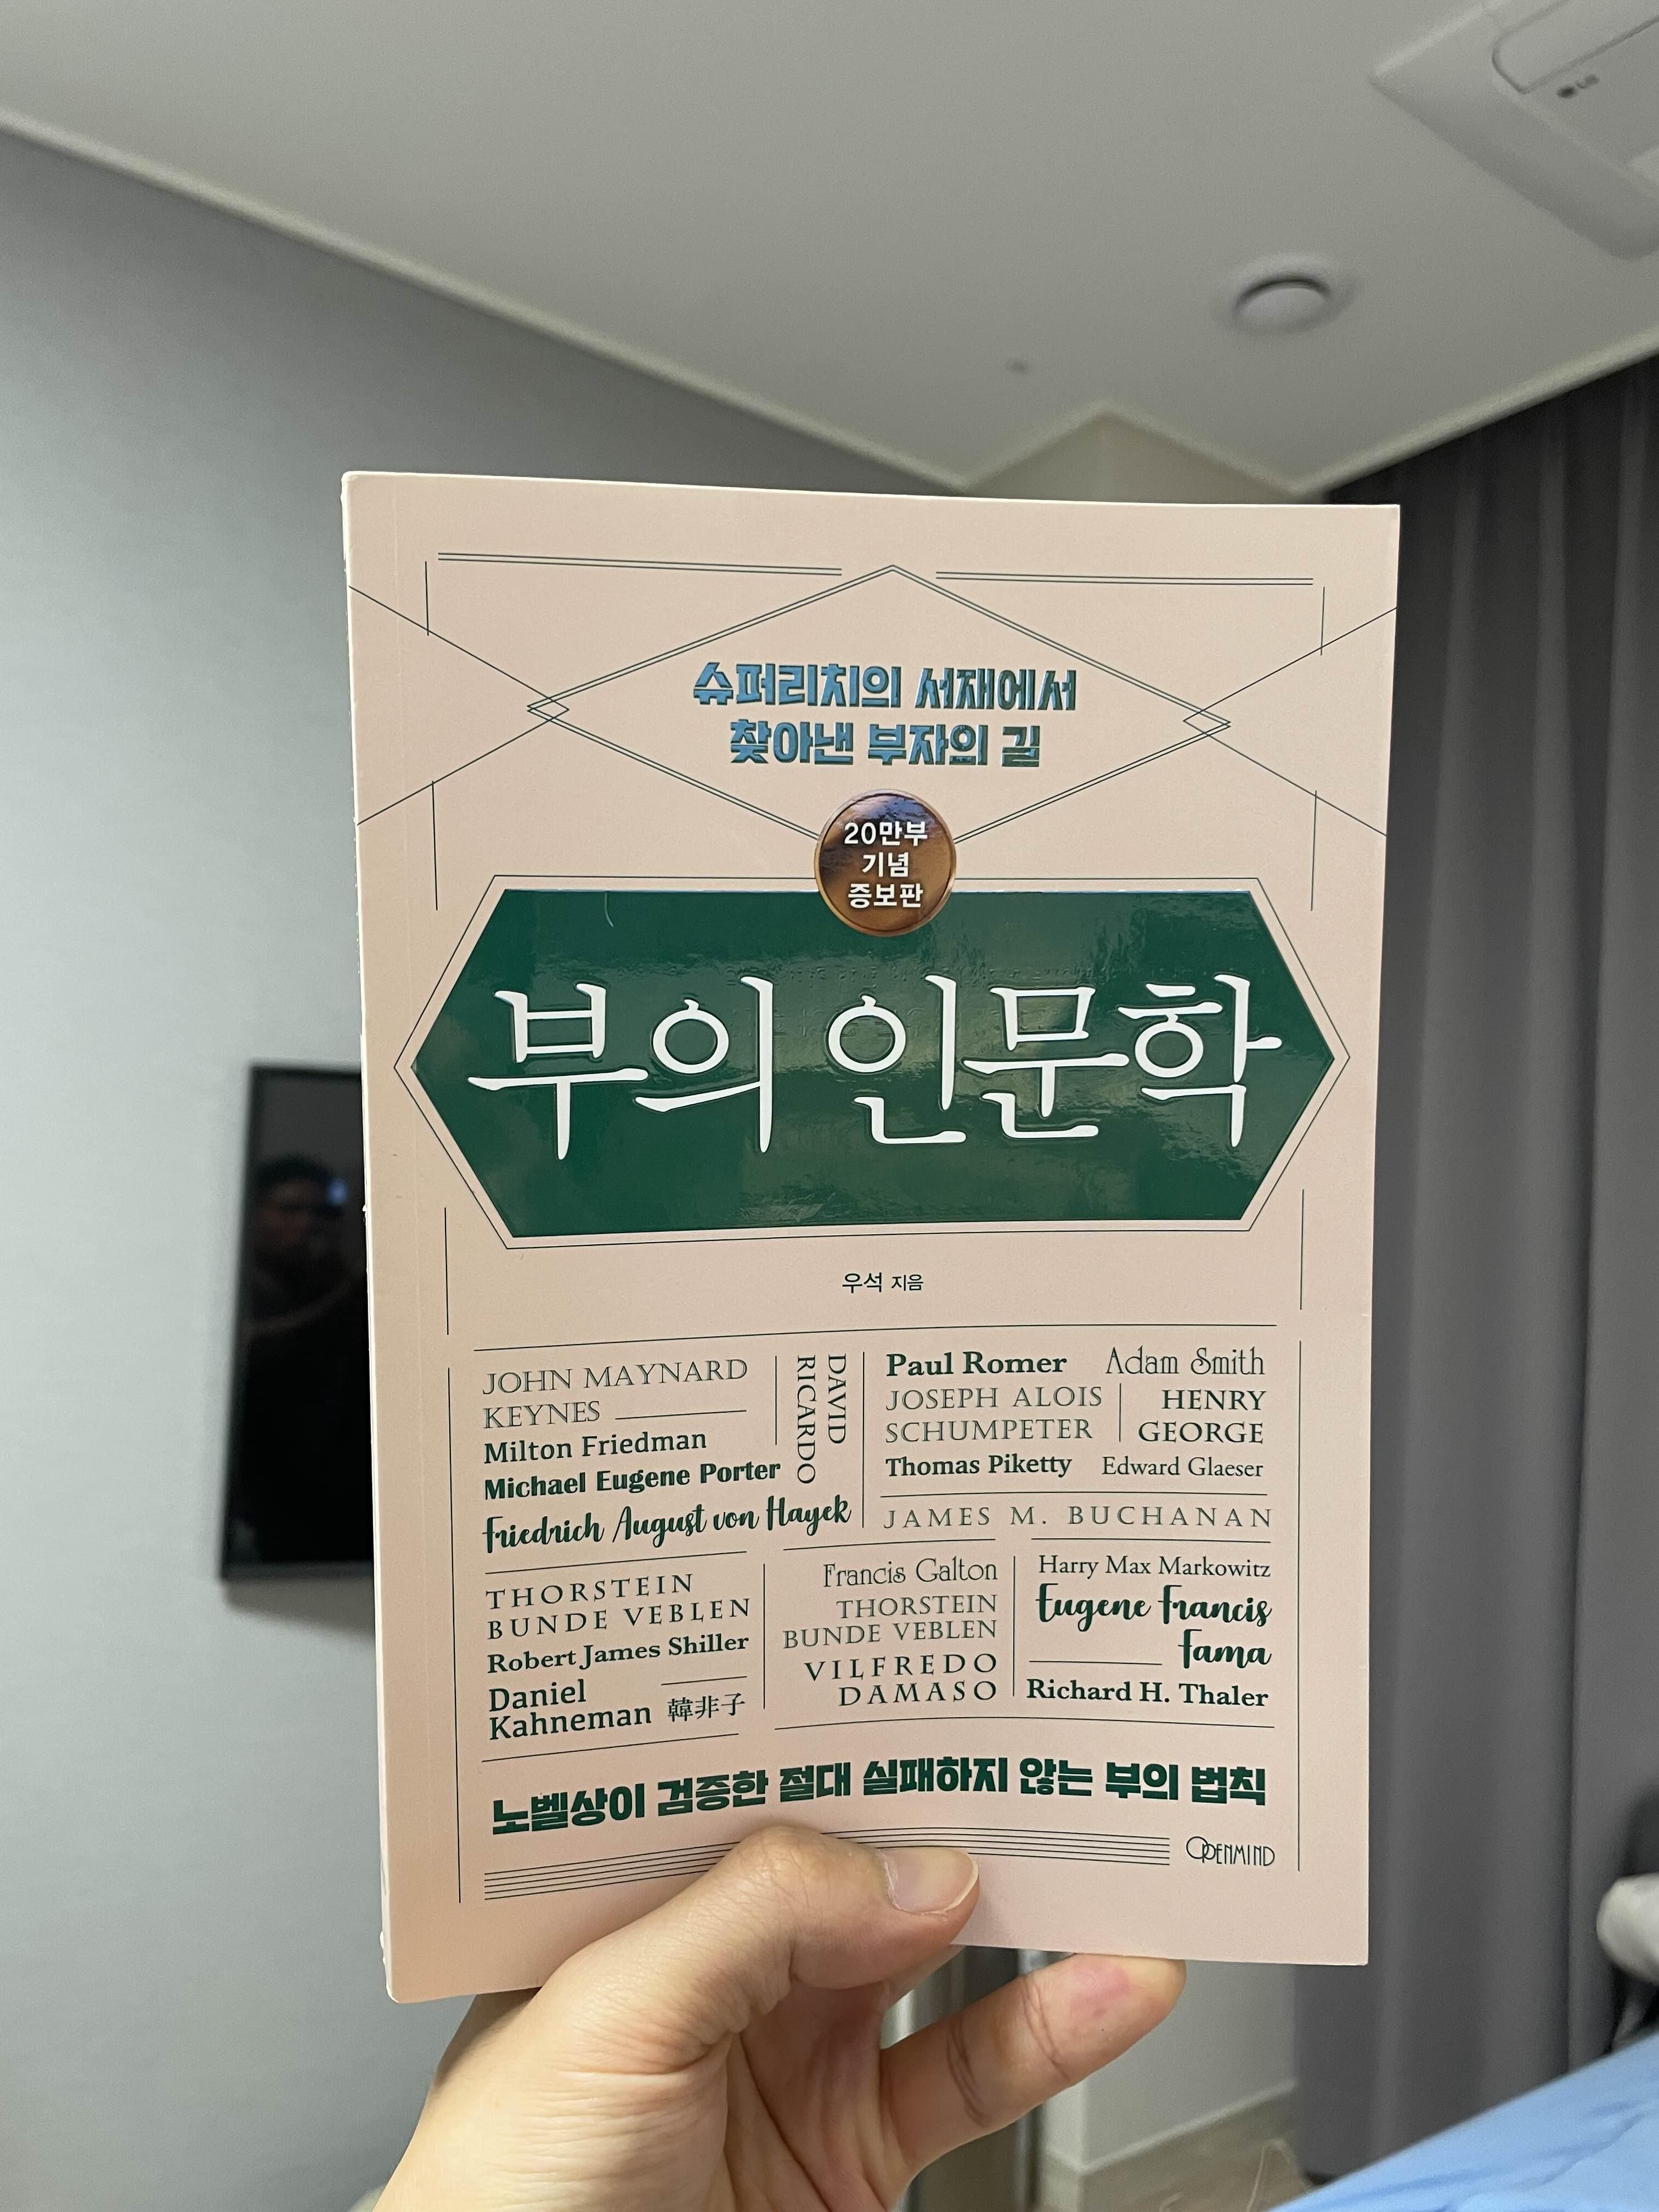 슈퍼리치의 서재에서
찾아낸 부자의 길
20만부
기념
증보판
부의 인문학
우석 지음
JOHN MAYNARD
KEYNES
Milton Friedman
Michael Eugene Porter
Friedrich August von Hayek
DAVID
RICARDO
Paul Romer
Adam Smith
JOSEPH ALOIS
SCHUMPETER
HENRY
GEORGE
Thomas Piketty
Edward Glaeser
JAMES M. BUCHANAN
THORSTEIN
BUNDE VEBLEN
Robert James Shiller
Daniel
Kahneman
韓非子
Francis Galton
THORSTEIN
BUNDE VEBLEN
VILFREDO
DAMASO
Harry Max Markowitz
Eugene Francis
Fama
Richard H. Thaler
노벨상이 검증한 절대 실패하지 않는 부의 법칙
OPENMIND
LG